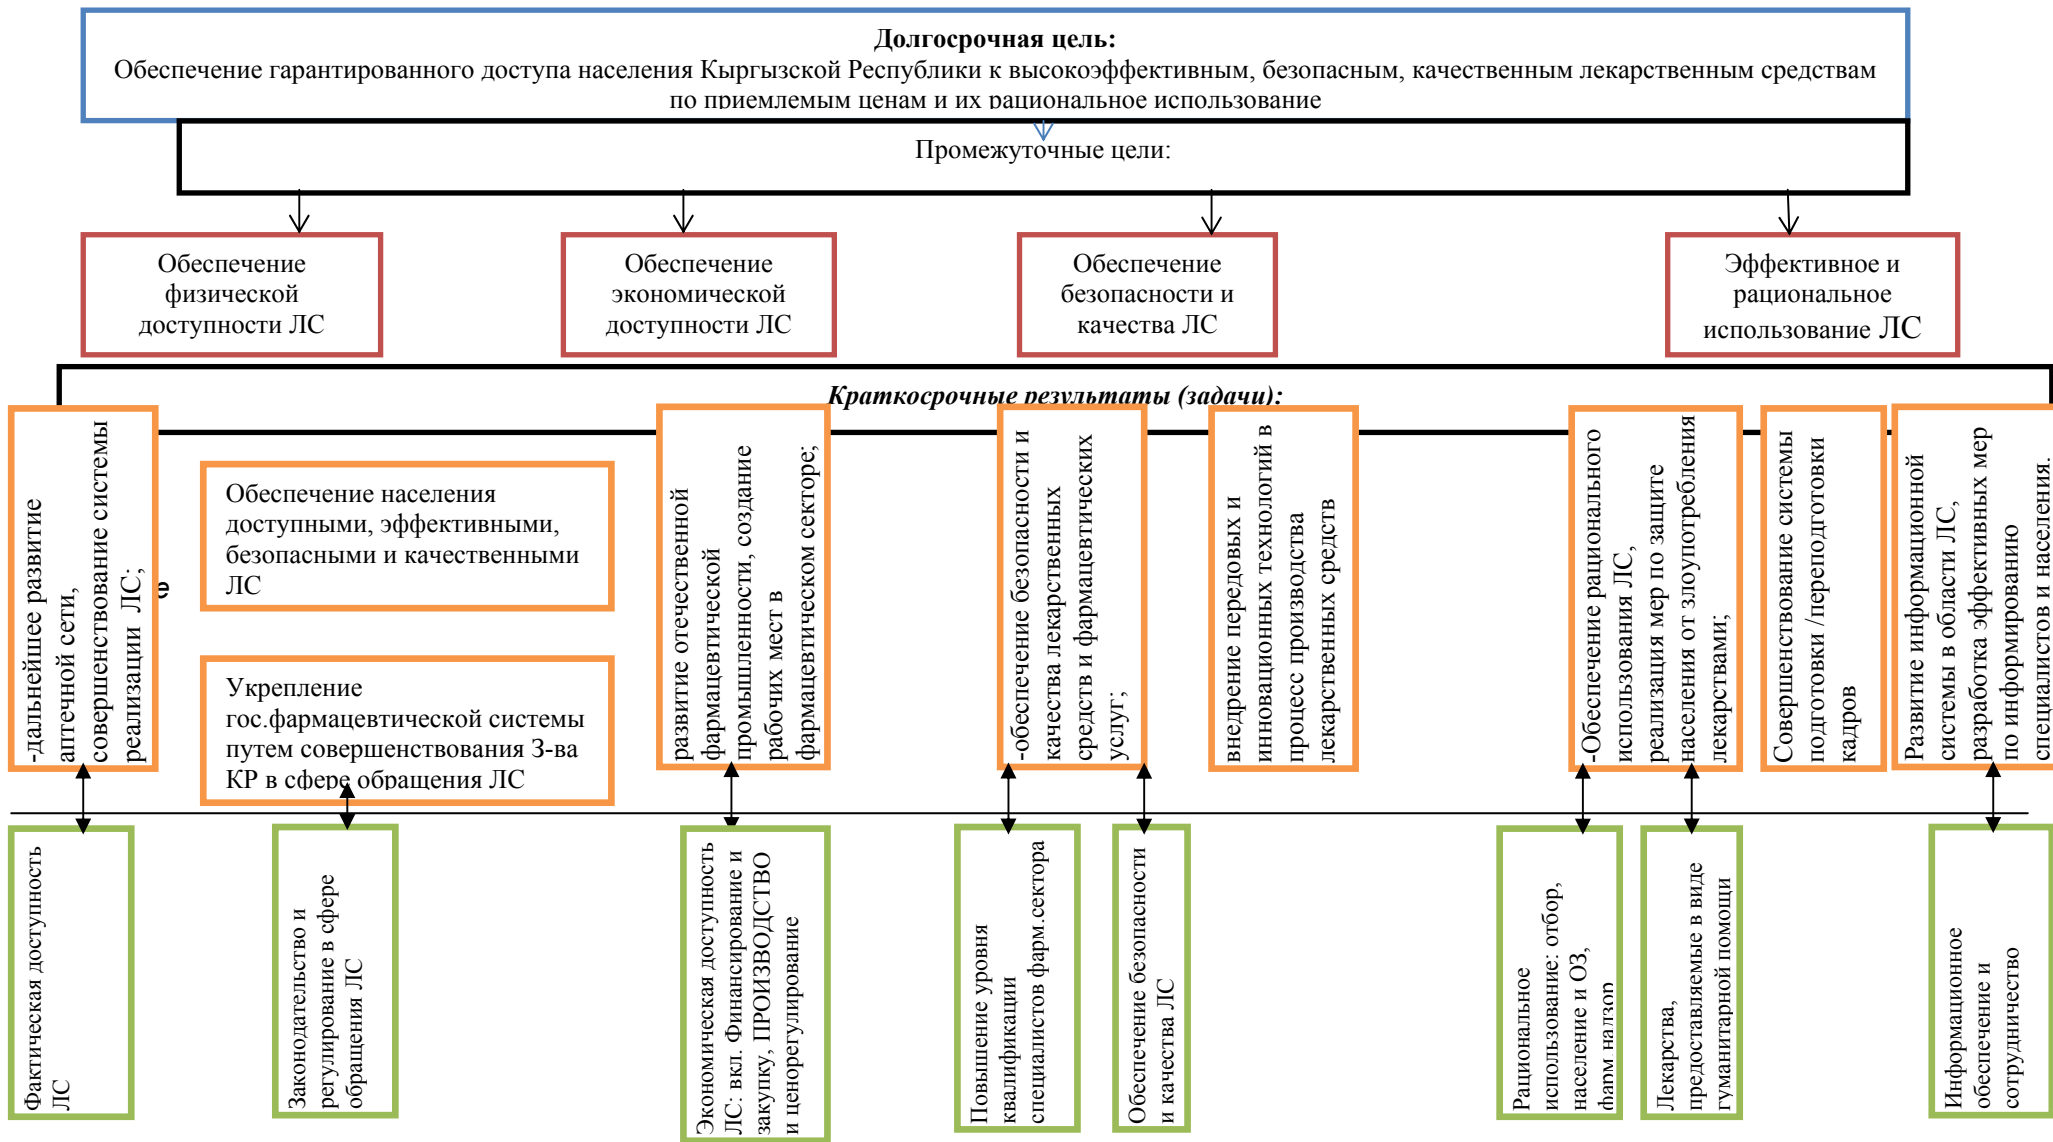 Долгосрочная цель:
Обеспечение гарантированного доступа населения Кыргызской Республики к высокоэффективным, безопасным, качественным лекарственным средствам
по приемлемым ценам и их рациональное использование
Промежуточные цели:
Обеспечение
физической
доступности ЛС
Обеспечение
экономической
доступности ЛС
Обеспечение
безопасности и
качества ЛС
Эффективное и
рациональное
использование ЛС
Краткосрочные результаты (задачи):
-дальнейшее развитие
аптечной сети,
совершенствование системы
реализации ЛС;
е
Обеспечение населения
доступными, эффективными,
безопасными и качественными
ЛС
Укрепление
гос.фармацевтической системы
путем совершенствования З-ва
КР в сфере обращения ЛС
развитие отечественной
фармацевтической
промышленности, создание
рабочих мест в
фармацевтическом секторе;
-обеспечение безопасности и
качества лекарственных
средств и фармацевтических
услуг;
внедрение передовых и
инновационных технологий в
процесс производства
лекарственных средств
-Обеспечение рационального
использования ЛС,
реализация мер по защите
населения от злоупотребления
лекарствами;
Совершенствование системы
подготовки /переподготовки
кадров
Развитие информационной
системы в области ЛС,
разработка эффективных мер
по информированию
специалистов и населения.
Фактическая доступность
ЛС
Законодательство и
регулирование в сфере
обращения ЛС
Экономическая доступность
ЛС: вкл. Финансирование и
закупку, ПРОИЗВОДСТВО
и ценорегулирование
Повышение уровня
квалификации
специалистов фарм.сектора
Обеспечение безопасности
и качества ЛС
Рациональное
использование: отбор,
население и ОЗ,
фарм надзор
Лекарства,
предоставляемые в виде
гуманитарной помощи
Информационное
обеспечение и
сотрудничество